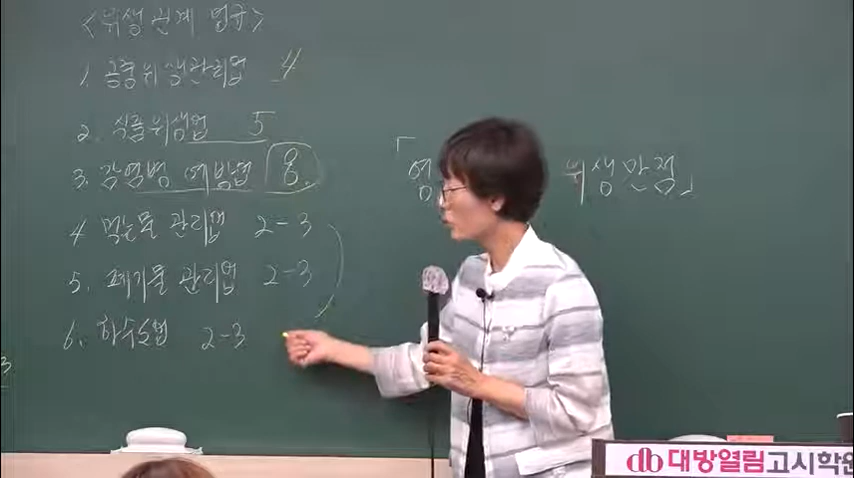 <위생관계 법규>
1. 공중위생관리법 4
2. 식품위생법 5
3. 감염병 예방법 8.
4. 먹는물 관리법 2-3
5. 폐기물 관리법 2-3
6. 하수도법 2-3
「 위생 만점」
3
db 대방열림고시학원